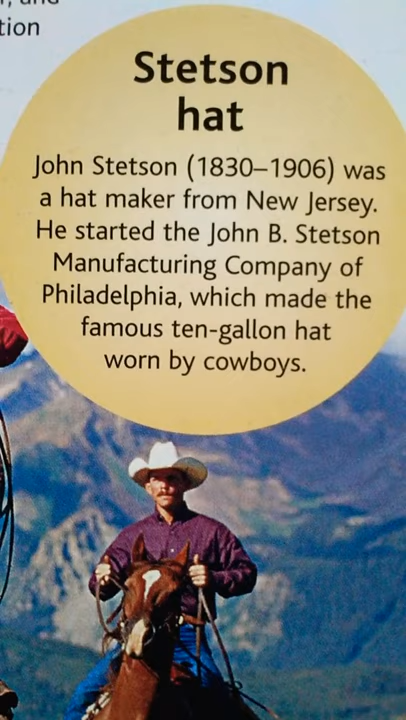 and
tion
Stetson
hat
John Stetson (1830–1906) was
a hat maker from New Jersey.
He started the John B. Stetson
Manufacturing Company of
Philadelphia, which made the
famous ten-gallon hat
worn by cowboys.